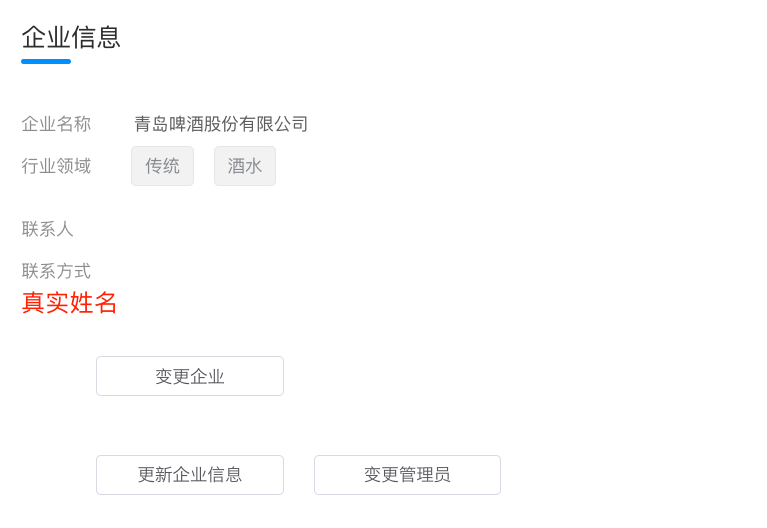 企业信息
企业名称 青岛啤酒股份有限公司
行业领域 传统 酒水
联系人
联系方式
真实姓名
变更企业
更新企业信息 变更管理员